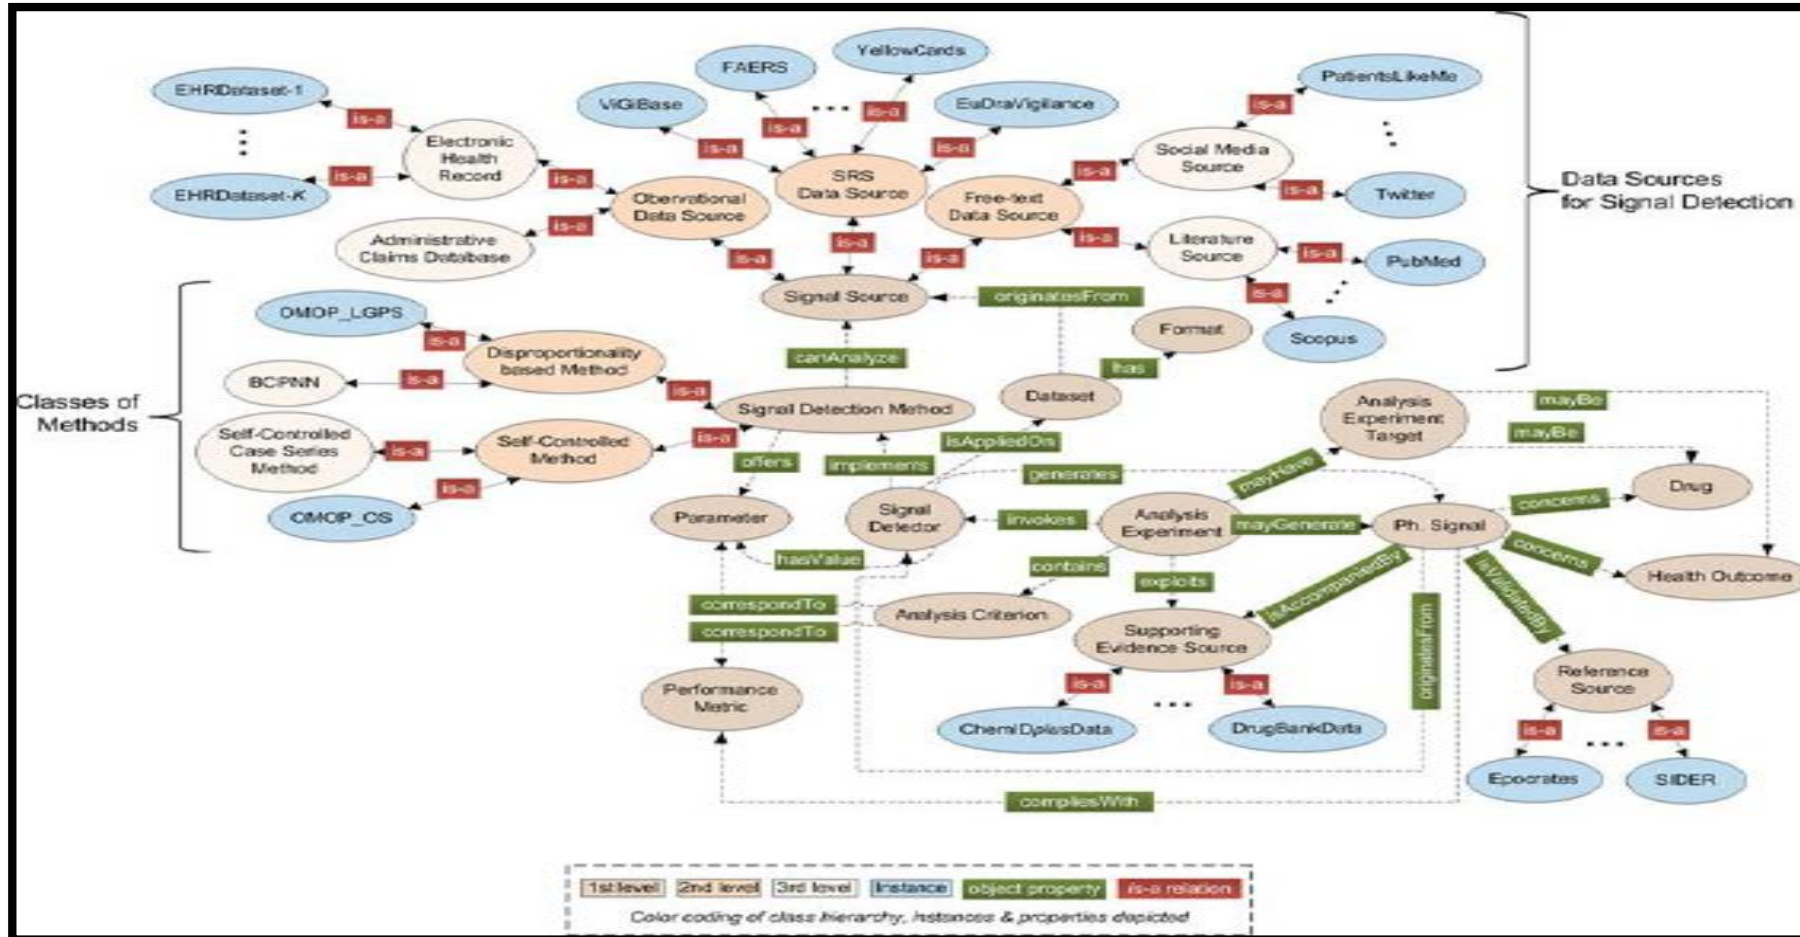 YellowCards
FAERS
PatientsLikeMe
EHRDataset-1
ViGiBase
EuDraVigilance
is-a
is-a
is-a
is-a
is-a
is-a
Electronic
Health
Record
Social Media
Source
is-a
is-a
is-a
is-a
SRS
Data Source
Data Sources
for Signal Detection
EHRDataset-K
Obervational
Data Source
Free-text
Data Source
Twitter
is-a
is-a
is-a
Administrative
Claims Database
Literature
Source
is-a
PubMed
is-a
is-a
is-a
Signal Source
originatesFrom
OMOP_LGPS
Format
Scopus
is-a
Disproportionality
based Method
canAnalyze
has
BCPNN
is-a
is-a
Dataset
Classes of
Methods
Signal Detection Method
Analysis
Experiment
Target
mayBe
mayBe
Self-Controlled
Case Series
Method
is-a
Self-Controlled
Method
is-a
isAppliedOn
offers
implements
generates
mayHave
is-a
Drug
concerns
OMOP_CS
Parameter
Signal
Detector
invokes
Analysis
Experiment
mayGenerate
Ph. Signal
hasValue
contains
exploits
concerns
Health Outcome
isAccompaniedBy
isValidatedBy
correspondTo
correspondTo
Analysis Criterion
Supporting
Evidence Source
originatesFrom
Performance
Metric
Reference
Source
is-a
is-a
ChemIDplusData
DrugBankData
is-a
is-a
Epocrates
SIDER
compliesWith
1st level
2nd level
3rd level
Instance
object property
is-a relation
Color coding of class hierarchy, instances & properties depicted